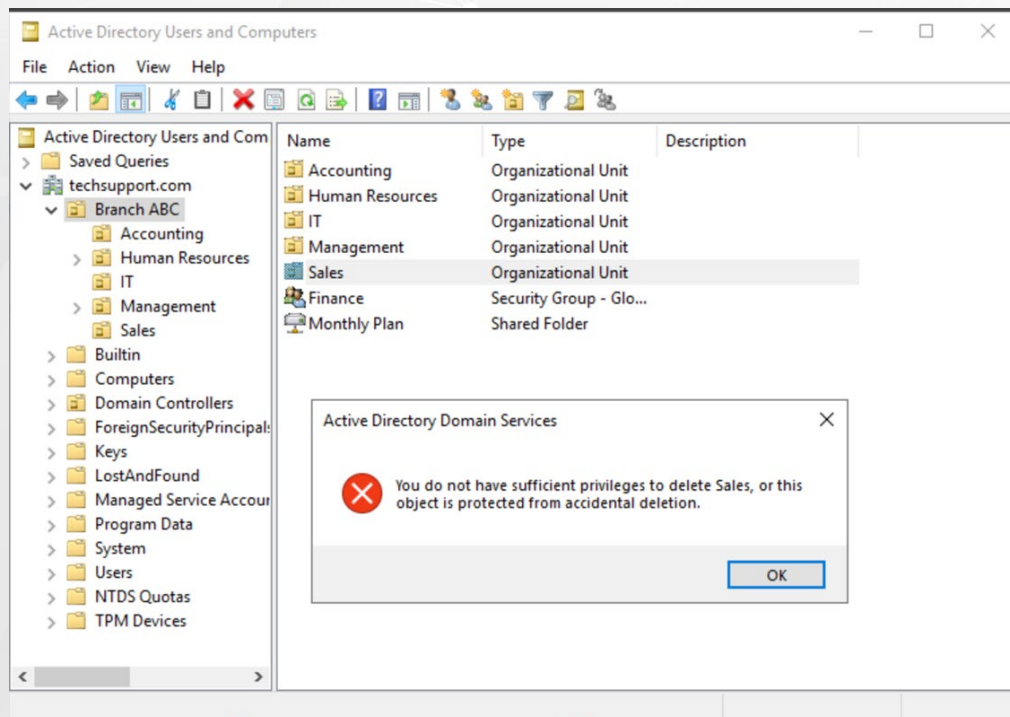 Active Directory Users and Computers
File Action View Help
Active Directory Users and Com
Saved Queries
techsupport.com
Branch ABC
Accounting
Human Resources
IT
Management
Sales
Builtin
Computers
Domain Controllers
ForeignSecurityPrincipals
Keys
LostAndFound
Managed Service Accour
Program Data
System
Users
NTDS Quotas
TPM Devices
Name Type Description
Accounting Organizational Unit
Human Resources Organizational Unit
IT Organizational Unit
Management Organizational Unit
Sales Organizational Unit
Finance Security Group - Glo...
Monthly Plan Shared Folder
Active Directory Domain Services
You do not have sufficient privileges to delete Sales, or this
object is protected from accidental deletion.
OK